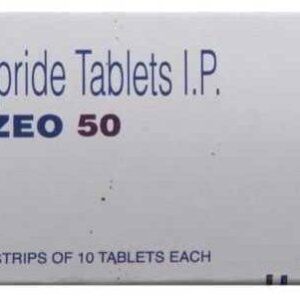 oride Tablets I.P.
ZEO 50
STRIPS OF 10 TABLETS EACH